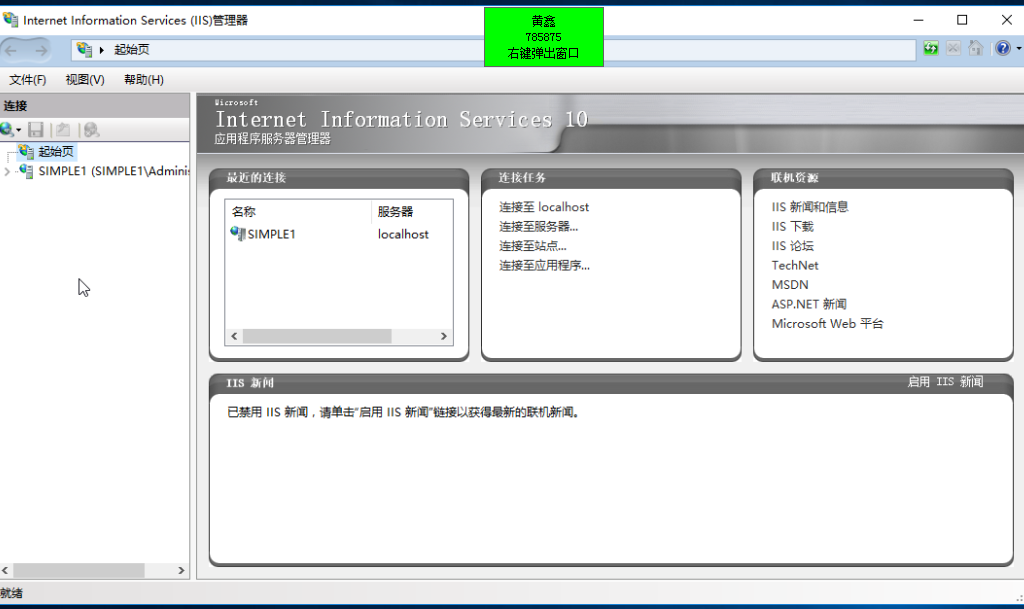 Internet Information Services (IIS)管理器
黄鑫
785875
右键弹出窗口
起始页
文件(F) 视图(V) 帮助(H)
连接
起始页
SIMPLE1 (SIMPLE1\Adminis
Microsoft
Internet Information Services 10
应用程序服务器管理器
最近的连接
名称 服务器
SIMPLE1 localhost
连接任务
连接至 localhost
连接至服务器...
连接至站点...
连接至应用程序...
联机资源
IIS 新闻和信息
IIS 下载
IIS 论坛
TechNet
MSDN
ASP.NET 新闻
Microsoft Web 平台
IIS 新闻 启用 IIS 新闻
已禁用 IIS 新闻，请单击"启用 IIS 新闻"链接以获得最新的联机新闻。
就绪